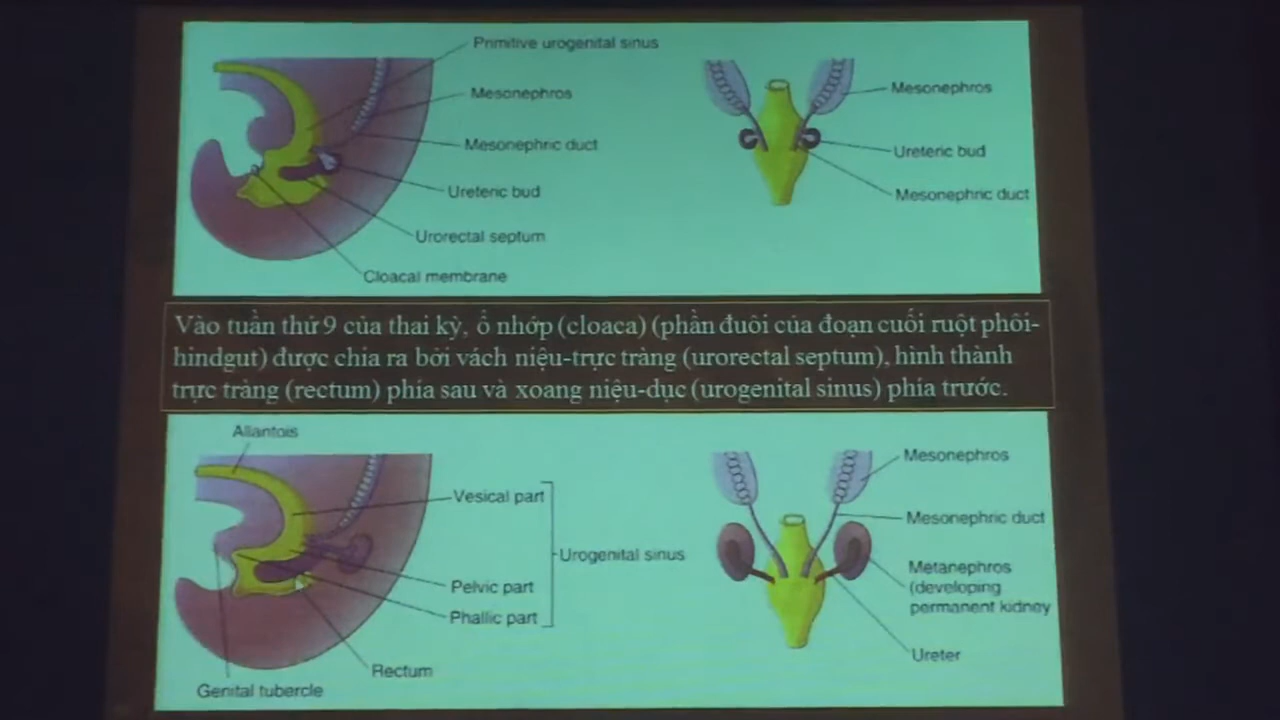 Primitive urogenital sinus
Mesonephros
Mesonephric duct
Ureteric bud
Urorectal septum
Cloacal membrane
Mesonephros
Ureteric bud
Mesonephric duct
Vào tuần thứ 9 của thai kỳ, ổ nhớp (cloaca) (phần đuôi của đoạn cuối ruột phôi-
hindgut) được chia ra bởi vách niệu-trực tràng (urorectal septum), hình thành
trực tràng (rectum) phía sau và xoang niệu-dục (urogenital sinus) phía trước.
Allantois
Vesical part
Urogenital sinus
Pelvic part
Phallic part
Rectum
Genital tubercle
Mesonephros
Mesonephric duct
Metanephros
(developing
permanent kidney
Ureter